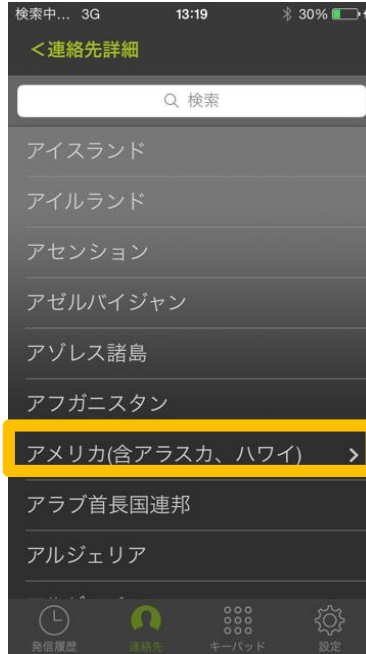 検索中... 3G 13:19 30%
<連絡先詳細
検索
アイスランド
アイルランド
アセンション
アゼルバイジャン
アゾレス諸島
アフガニスタン
アメリカ(含アラスカ、ハワイ) >
アラブ首長国連邦
アルジェリア
発信履歴 連絡先 キーパッド 設定